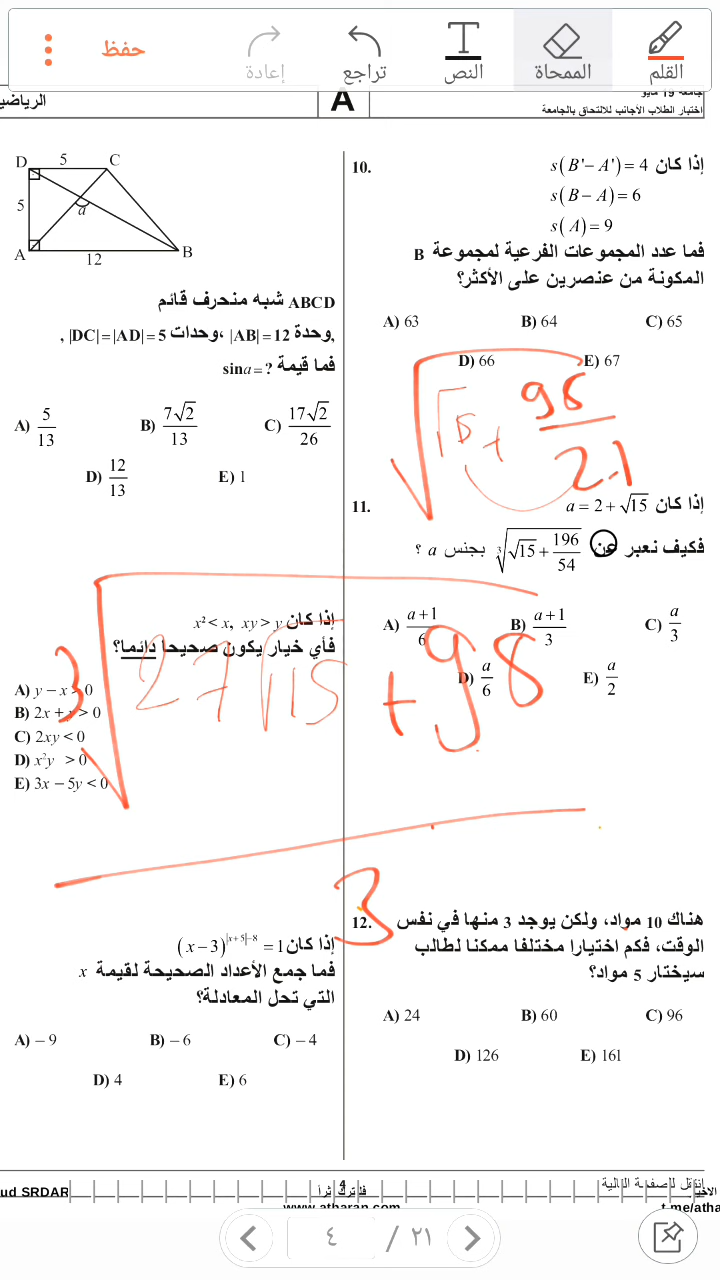 حفظ
إعادة
تراجع
النص
الممحاة
القلم
A
اختبار الطلاب الأجانب للالتحاق بالجامعة
10. إذا كان s(B'−A')=4
s(B−A)=6
s(A)=9
فما عدد المجموعات الفرعية لمجموعة B
المكونة من عنصرين على الأكثر؟
A) 63 B) 64 C) 65
D) 66 E) 67
√15 + 98/27
11. إذا كان a = 2 + √15
فكيف نعبر عن ∛(√15 + 196/54) بجنس a ؟
A) (a+1)/6 B) (a+1)/3 C) a/3
D) a/6 E) a/2
3√(27√15 + 98)
3
12. هناك 10 مواد، ولكن يوجد 3 منها في نفس
الوقت، فكم اختيارا مختلفا ممكنا لطالب
سيختار 5 مواد؟
A) 24 B) 60 C) 96
D) 126 E) 161
D 5 C
5 a
A 12 B
ABCD شبه منحرف قائم
,وحدة |AB|=12 ،وحدات |DC|=|AD|=5 ,
فما قيمة ?=sina
A) 5/13 B) 7√2/13 C) 17√2/26
D) 12/13 E) 1
إذا كان x²< x, xy> y
فأي خيار يكون صحيحا دائما؟
A) y − x > 0
B) 2x + y > 0
C) 2xy < 0
D) x²y > 0
E) 3x − 5y < 0
إذا كان (x−3)^(|x+5|−8) = 1
فما جمع الأعداد الصحيحة لقيمة x
التي تحل المعادلة؟
A) − 9 B) − 6 C) − 4
D) 4 E) 6
4
ud SRDAR
www.atharan.com
t.me/atha
٤ / ٢١